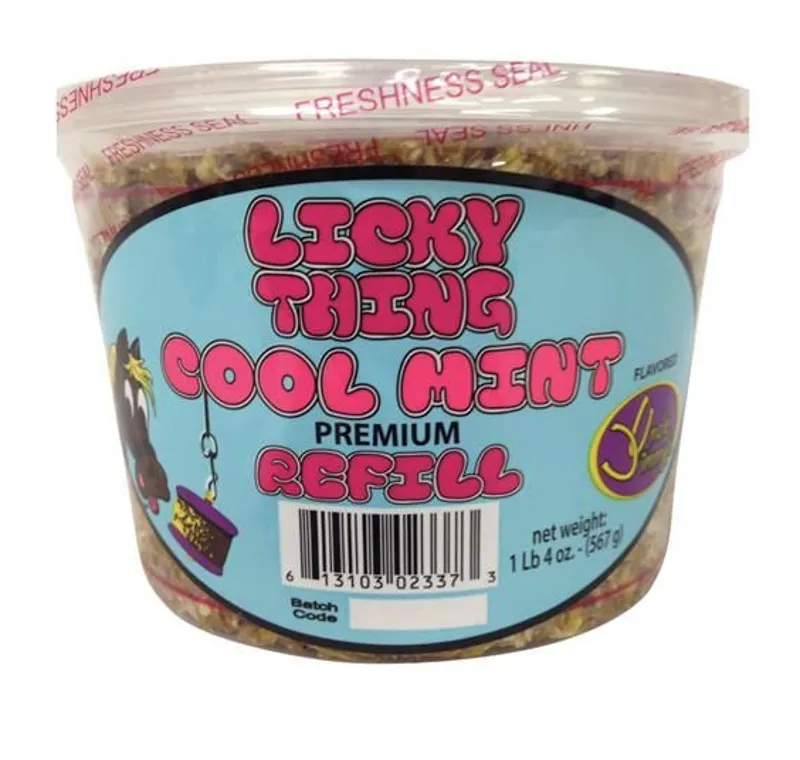 FRESHNESS SEAL
FRESHNESS SEAL
LICKY
THING
COOL MINT
FLAVORED
PREMIUM
REFILL
net weight:
1 Lb 4 oz. - (567 g)
6 13103 02337 3
Batch
Code